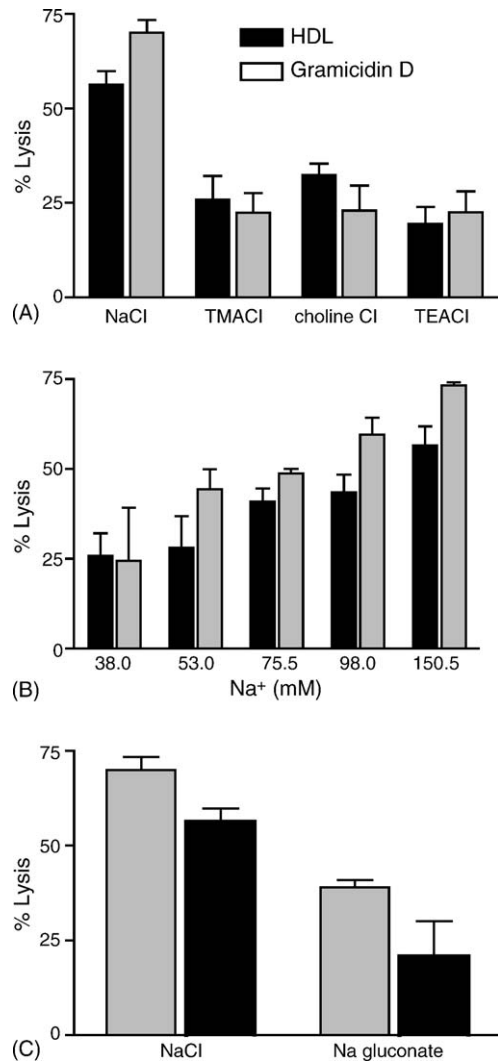 75
HDL
Gramicidin D
50
% Lysis
25
0
(A)
NaCl
TMACl
choline Cl
TEACl
75
50
% Lysis
25
0
38.0
53.0
75.5
98.0
150.5
(B)
Na⁺ (mM)
75
50
% Lysis
25
0
(C)
NaCl
Na gluconate